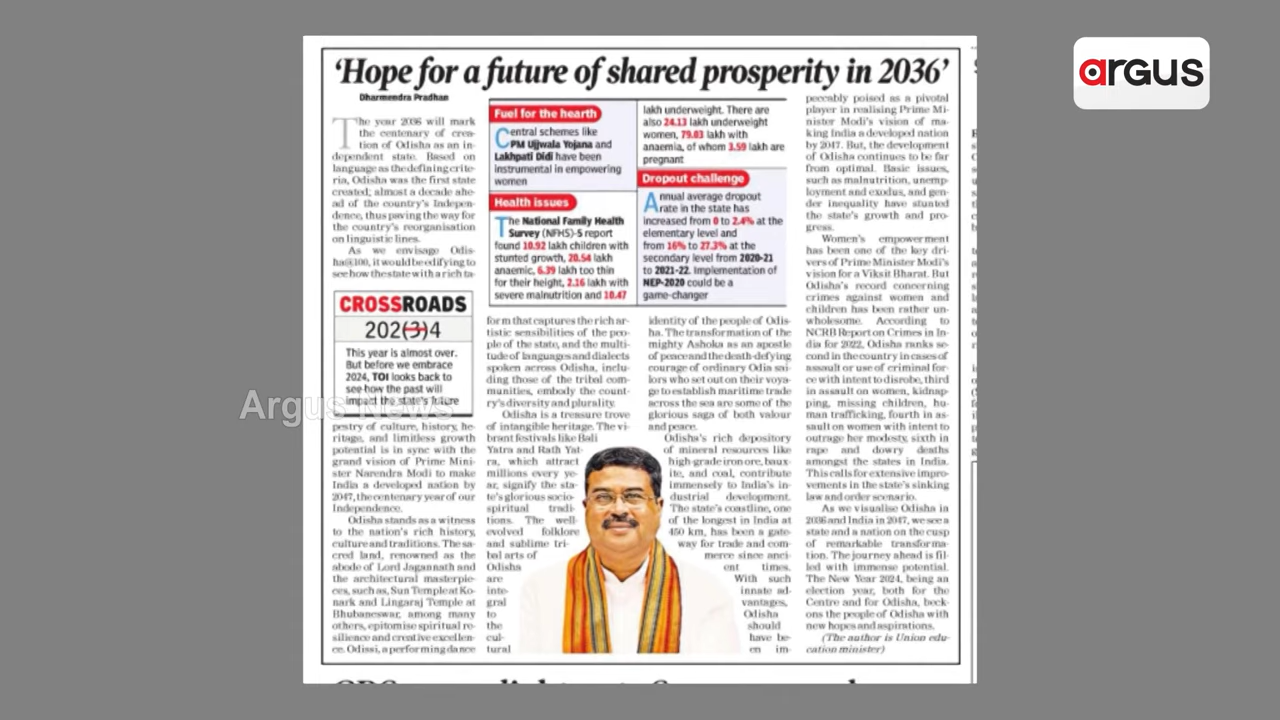 argus
‘Hope for a future of shared prosperity in 2036’
Dharmendra Pradhan
The year 2036 will mark
the centenary of crea-
tion of Odisha as an in-
dependent state. Based on
language as the defining crite-
ria, Odisha was the first state
created; almost a decade ahe-
ad of the country's Indepen-
dence, thus paving the way for
the country's reorganisation
on linguistic lines.
As we envisage Odis-
ha@100, it would be edifying to
see how the state with a rich ta-
CROSSROADS
202(3)4
This year is almost over.
But before we embrace
2024, TOI looks back to
see how the past will
impact the state's future
Argus News
pestry of culture, history, he-
ritage, and limitless growth
potential is in sync with the
grand vision of Prime Mini-
ster Narendra Modi to make
India a developed nation by
2047, the centenary year of our
Independence.
Odisha stands as a witness
to the nation's rich history,
culture and traditions. The sa-
cred land, renowned as the
abode of Lord Jagannath and
the architectural masterpie-
ces, such as, Sun Temple at Ko-
nark and Lingaraj Temple at
Bhubaneswar, among many
others, epitomise spiritual re-
silience and creative excellen-
ce. Odissi, a performing dance
Fuel for the hearth
Central schemes like
PM Ujjwala Yojana and
Lakhpati Didi have been
instrumental in empowering
women
Health issues
The National Family Health
Survey (NFHS)-5 report
found 10.92 lakh children with
stunted growth, 20.54 lakh
anaemic, 6.39 lakh too thin
for their height, 2.16 lakh with
severe malnutrition and 10.47
lakh underweight. There are
also 24.13 lakh underweight
women, 79.03 lakh with
anaemia, of whom 3.59 lakh are
pregnant
Dropout challenge
Annual average dropout
rate in the state has
increased from 0 to 2.4% at the
elementary level and
from 16% to 27.3% at the
secondary level from 2020-21
to 2021-22. Implementation of
NEP-2020 could be a
game-changer
form that captures the rich ar-
tistic sensibilities of the peo-
ple of the state, and the multi-
tude of languages and dialects
spoken across Odisha, inclu-
ding those of the tribal com-
munities, embody the count-
ry's diversity and plurality.
Odisha is a treasure trove
of intangible heritage. The vi-
brant festivals like Bali
Yatra and Rath Yat-
ra, which attract
millions every ye-
ar, signify the sta-
te's glorious socio-
spiritual tradi-
tions. The well-
evolved folklore
and sublime tri-
bal arts of
Odisha
are
inte-
gral
to
the
cul-
tural
identity of the people of Odis-
ha. The transformation of the
mighty Ashoka as an apostle
of peace and the death-defying
courage of ordinary Odia sai-
lors who set out on their voya-
ge to establish maritime trade
across the sea are some of the
glorious saga of both valour
and peace.
Odisha's rich depository
of mineral resources like
high-grade iron ore, baux-
ite, and coal, contribute
immensely to India's in-
dustrial development.
The state's coastline, one
of the longest in India at
450 km, has been a gate-
way for trade and com-
merce since anci-
ent times.
With such
innate ad-
vantages,
Odisha
should
have be-
en im-
peccably poised as a pivotal
player in realising Prime Mi-
nister Modi's vision of ma-
king India a developed nation
by 2047. But, the development
of Odisha continues to be far
from optimal. Basic issues,
such as malnutrition, unemp-
loyment and exodus, and gen-
der inequality have stunted
the state's growth and pro-
gress.
Women's empowerment
has been one of the key dri-
vers of Prime Minister Modi's
vision for a Viksit Bharat. But
Odisha's record concerning
crimes against women and
children has been rather un-
wholesome. According to
NCRB Report on Crimes in In-
dia for 2022, Odisha ranks se-
cond in the country in cases of
assault or use of criminal for-
ce with intent to disrobe, third
in assault on women, kidnap-
ping, missing children, hu-
man trafficking, fourth in as-
sault on women with intent to
outrage her modesty, sixth in
rape and dowry deaths
amongst the states in India.
This calls for extensive impro-
vements in the state's sinking
law and order scenario.
As we visualise Odisha in
2036 and India in 2047, we see a
state and a nation on the cusp
of remarkable transforma-
tion. The journey ahead is fil-
led with immense potential.
The New Year 2024, being an
election year, both for the
Centre and for Odisha, beck-
ons the people of Odisha with
new hopes and aspirations.
(The author is Union edu-
cation minister)